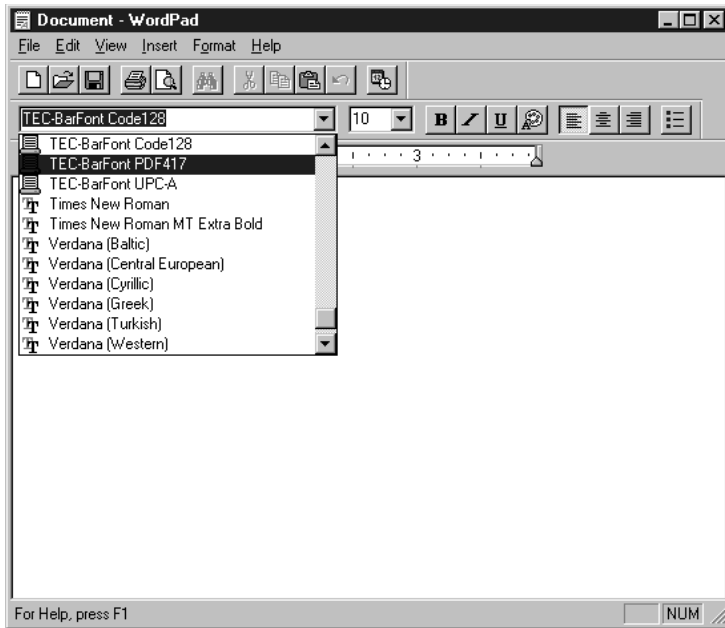 Document - WordPad
File Edit View Insert Format Help
TEC-BarFont Code128 10 B I U
3
TEC-BarFont Code128
TEC-BarFont PDF417
TEC-BarFont UPC-A
Times New Roman
Times New Roman MT Extra Bold
Verdana (Baltic)
Verdana (Central European)
Verdana (Cyrillic)
Verdana (Greek)
Verdana (Turkish)
Verdana (Western)
For Help, press F1 NUM